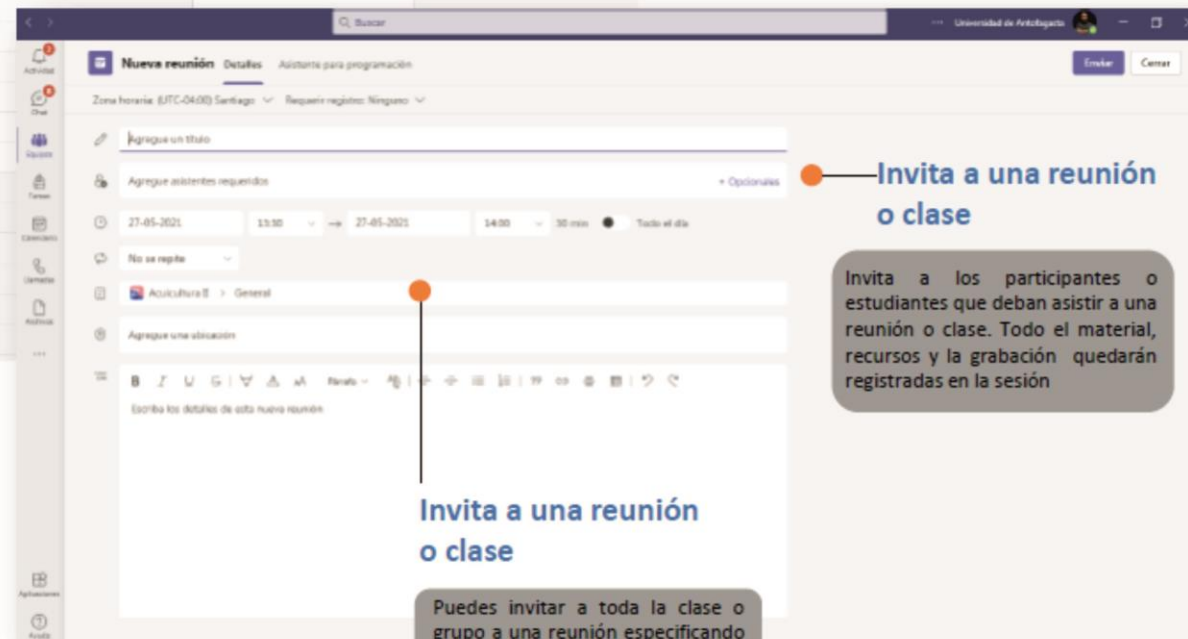 Buscar
Universidad de Antofagasta
Actividad
Nueva reunión Detalles Asistente para programación
Enviar Cerrar
Chat
Zona horaria: (UTC-04:00) Santiago Requerir registro: Ninguno
Equipos
Agregue un título
Tareas
Agregue asistentes requeridos + Opcionales
Calendario
27-05-2021 13:30 → 27-05-2021 14:00 30 min Todo el día
Llamadas
No se repite
Archivos
Acuicultura II > General
Agregue una ubicación
B I U S Párrafo
Escriba los detalles de esta nueva reunión
Aplicaciones
Ayuda
Invita a una reunión
o clase
Invita a los participantes o
estudiantes que deban asistir a una
reunión o clase. Todo el material,
recursos y la grabación quedarán
registradas en la sesión
Invita a una reunión
o clase
Puedes invitar a toda la clase o
grupo a una reunión especificando